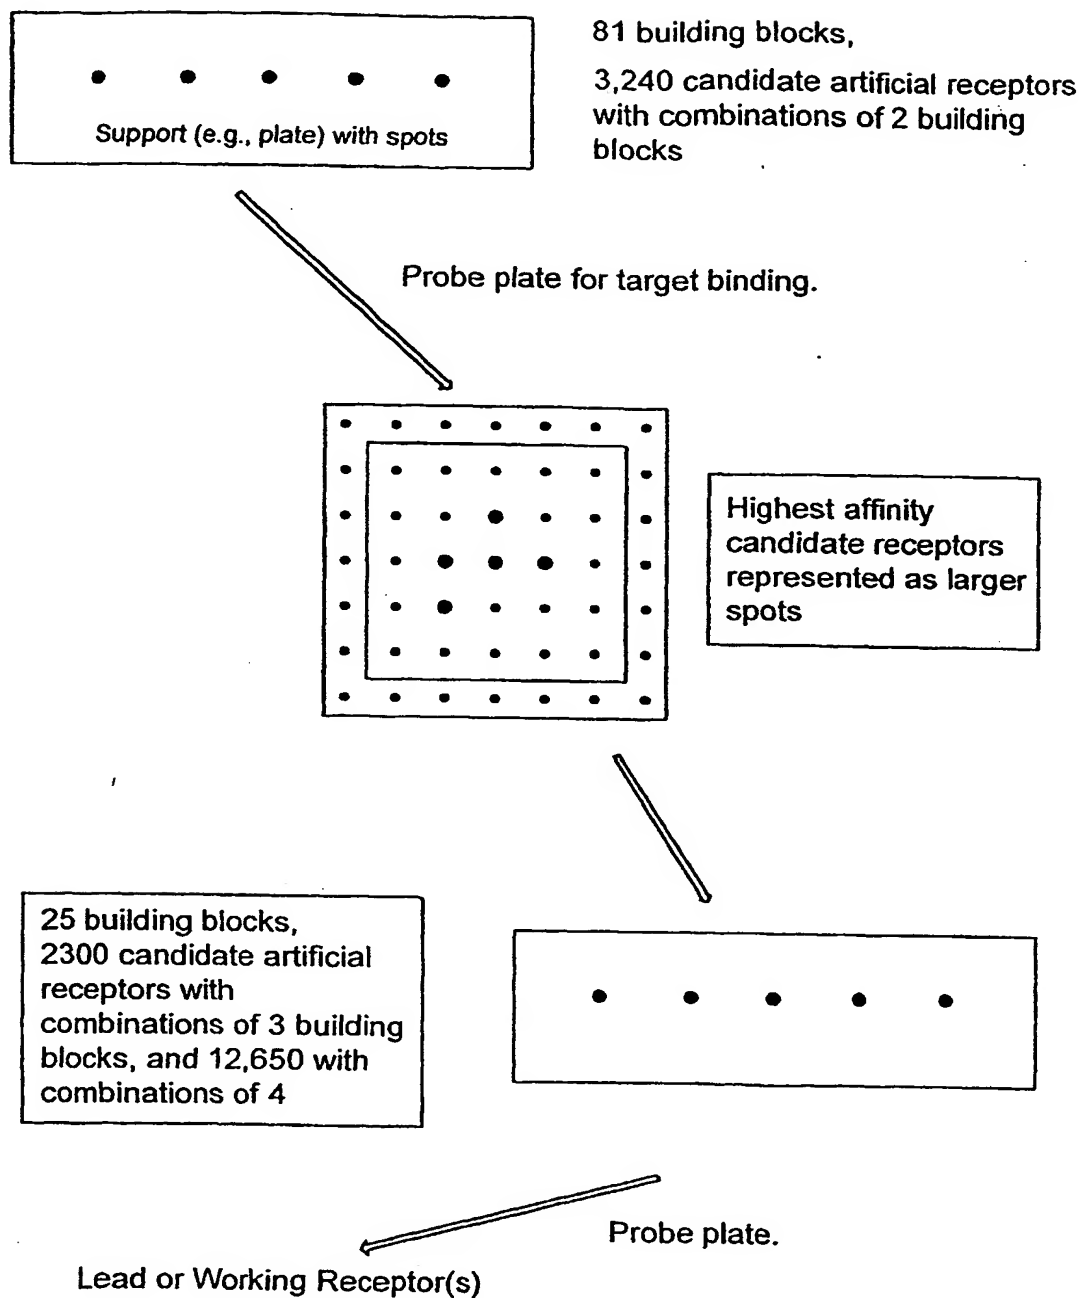 81 building blocks,
3,240 candidate artificial receptors
with combinations of 2 building
blocks
Support (e.g., plate) with spots
Probe plate for target binding.
Highest affinity
candidate receptors
represented as larger
spots
25 building blocks,
2300 candidate artificial
receptors with
combinations of 3 building
blocks, and 12,650 with
combinations of 4
Probe plate.
Lead or Working Receptor(s)